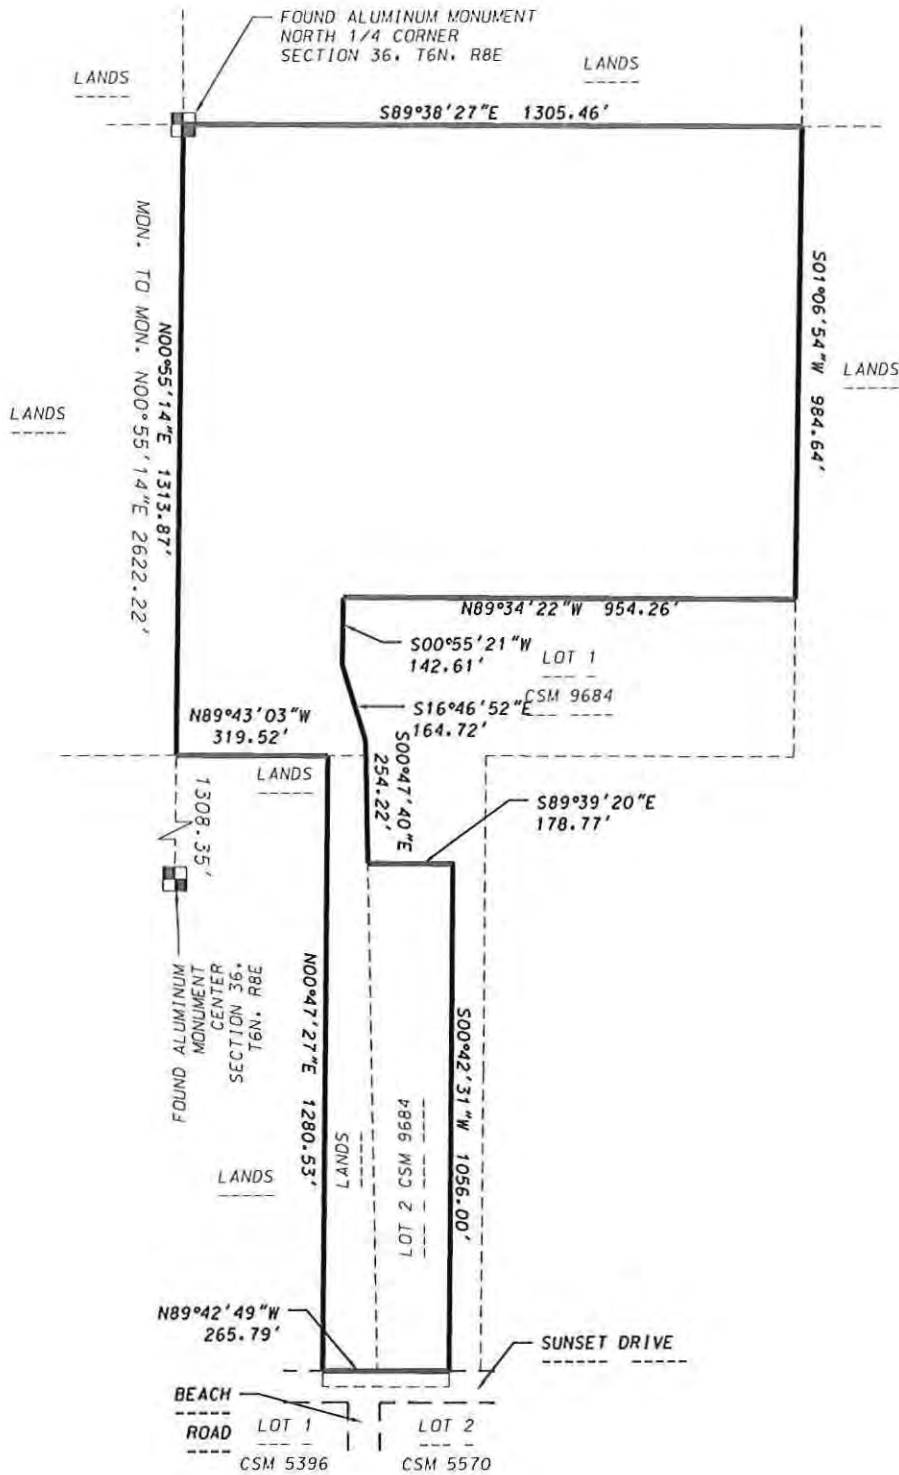 FOUND ALUMINUM MONUMENT
NORTH 1/4 CORNER
SECTION 36, T6N, R8E
LANDS
LANDS
S89°38'27"E 1305.46'
MON. TO MON. N00°55'14"E 2622.22'
N00°55'14"E 1313.87'
S01°06'54"W 984.64'
LANDS
LANDS
N89°34'22"W 954.26'
S00°55'21"W
142.61'
LOT 1
CSM 9684
S16°46'52"E
164.72'
N89°43'03"W
319.52'
S00°47'40"E
254.22'
LANDS
1308.35'
S89°39'20"E
178.77'
FOUND ALUMINUM
MONUMENT
CENTER
SECTION 36,
T6N, R8E
N00°47'27"E 1280.53'
S00°42'31"W 1056.00'
LANDS
LANDS
LOT 2 CSM 9684
N89°42'49"W
265.79'
SUNSET DRIVE
BEACH
ROAD
LOT 1
CSM 5396
LOT 2
CSM 5570